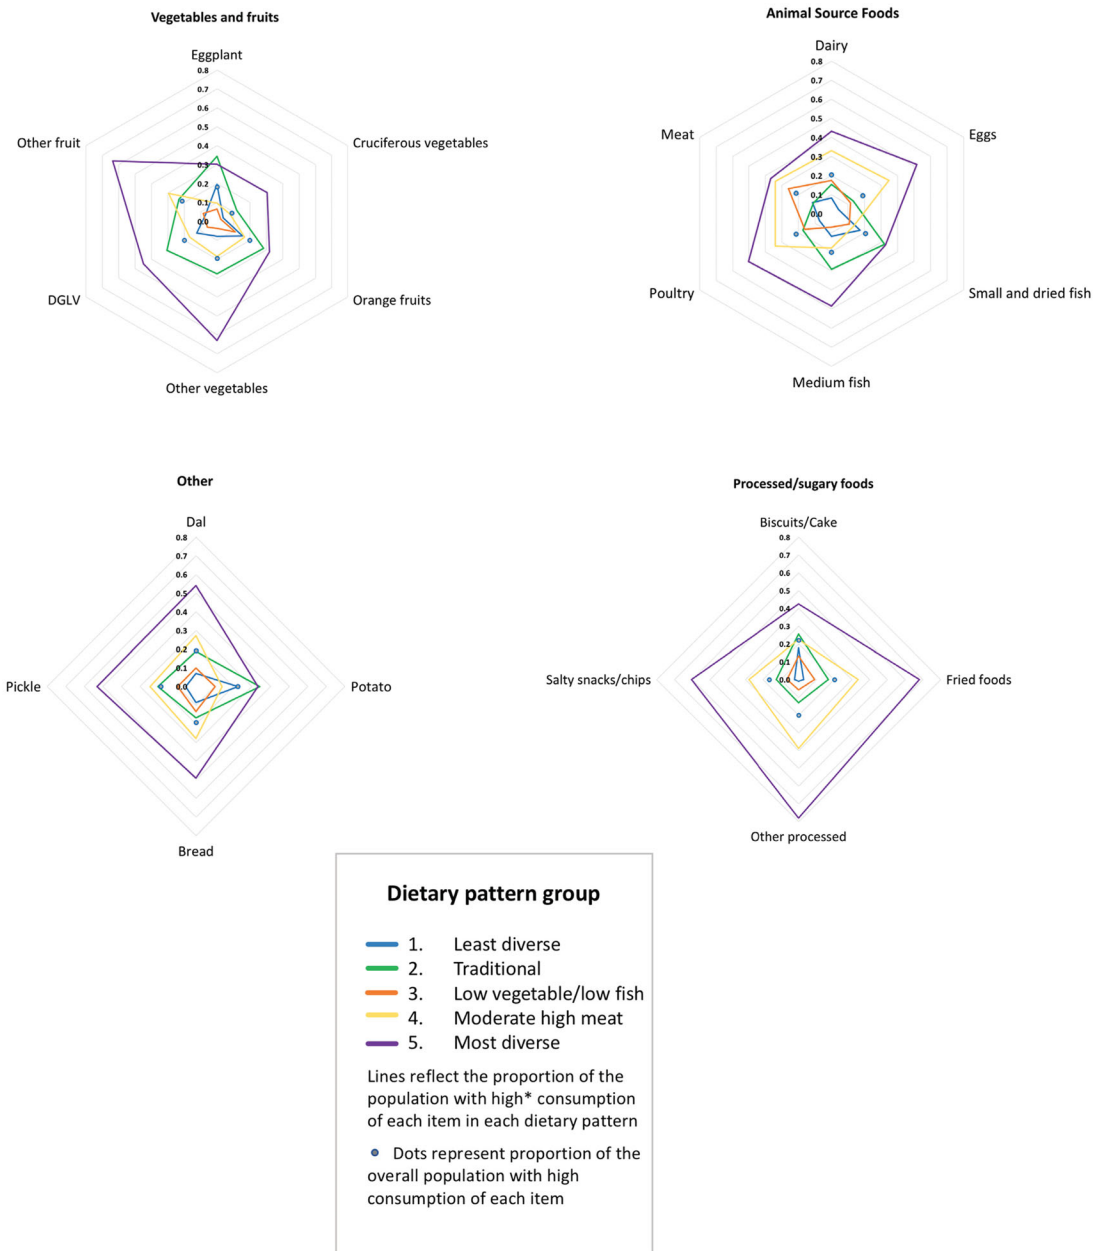 Vegetables and fruits
Eggplant
0.8
0.7
0.6
0.5
0.4
0.3
0.2
0.1
0.0
Other fruit
Cruciferous vegetables
DGLV
Orange fruits
Other vegetables
Animal Source Foods
Dairy
0.8
0.7
0.6
0.5
0.4
0.3
0.2
0.1
0.0
Meat
Eggs
Poultry
Small and dried fish
Medium fish
Other
Dal
0.8
0.7
0.6
0.5
0.4
0.3
0.2
0.1
0.0
Pickle
Potato
Bread
Processed/sugary foods
Biscuits/Cake
0.8
0.7
0.6
0.5
0.4
0.3
0.2
0.1
0.0
Salty snacks/chips
Fried foods
Other processed
Dietary pattern group
1. Least diverse
2. Traditional
3. Low vegetable/low fish
4. Moderate high meat
5. Most diverse
Lines reflect the proportion of the
population with high* consumption
of each item in each dietary pattern
Dots represent proportion of the
overall population with high
consumption of each item